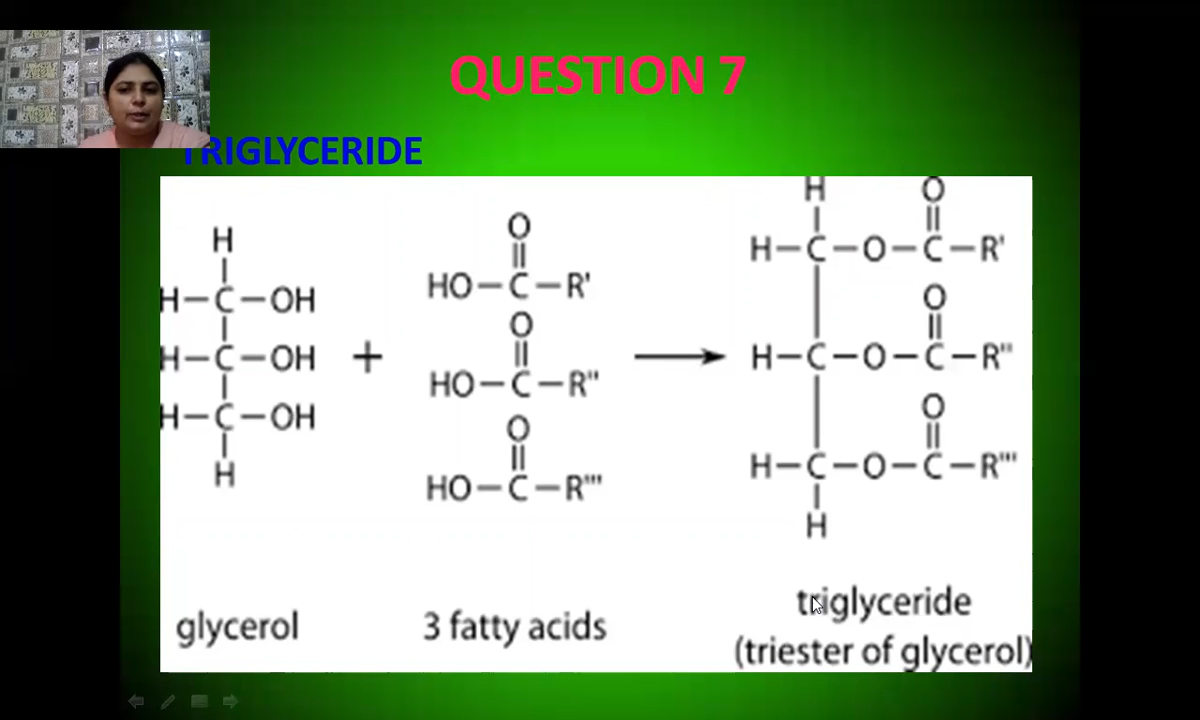 QUESTION 7
TRIGLYCERIDE
H
H-C-OH
H-C-OH
H-C-OH
H
+
O
HO-C-R'
O
HO-C-R"
O
HO-C-R'"
H
O
H-C-O-C-R'
O
H-C-O-C-R"
O
H-C-O-C-R'"
H
glycerol
3 fatty acids
triglyceride
(triester of glycerol)